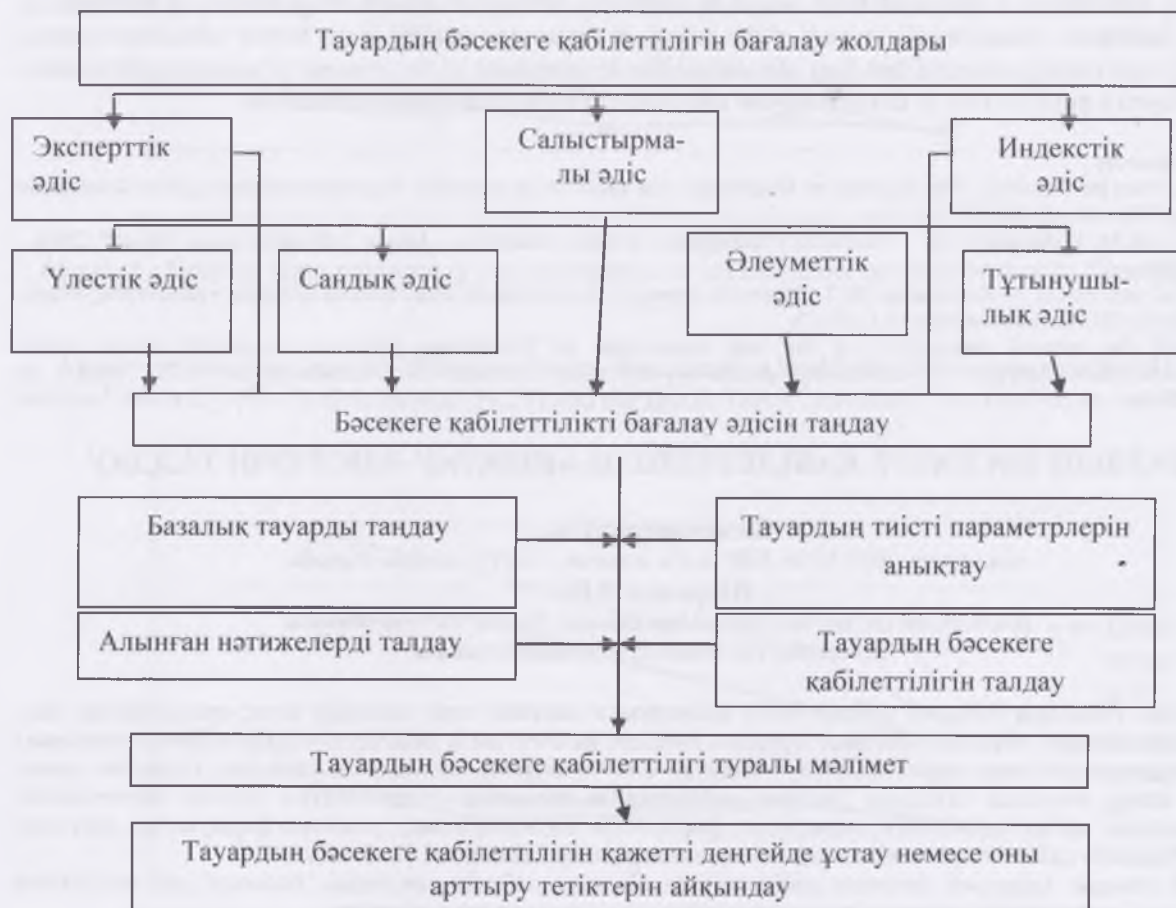 Тауардың бәсекеге қабілеттілігін бағалау жолдары
Эксперттік
әдіс
Салыстырма-
лы әдіс
Индекстік
әдіс
Үлестік әдіс
Сандық әдіс
Әлеуметтік
әдіс
Тұтынушы-
лық әдіс
Бәсекеге қабілеттілікті бағалау әдісін таңдау
Базалық тауарды таңдау
Тауардың тиісті параметрлерін
анықтау
Алынған нәтижелерді талдау
Тауардың бәсекеге
қабілеттілігін талдау
Тауардың бәсекеге қабілеттілігі туралы мәлімет
Тауардың бәсекеге қабілеттілігін қажетті деңгейде ұстау немесе оны
арттыру тетіктерін айқындау